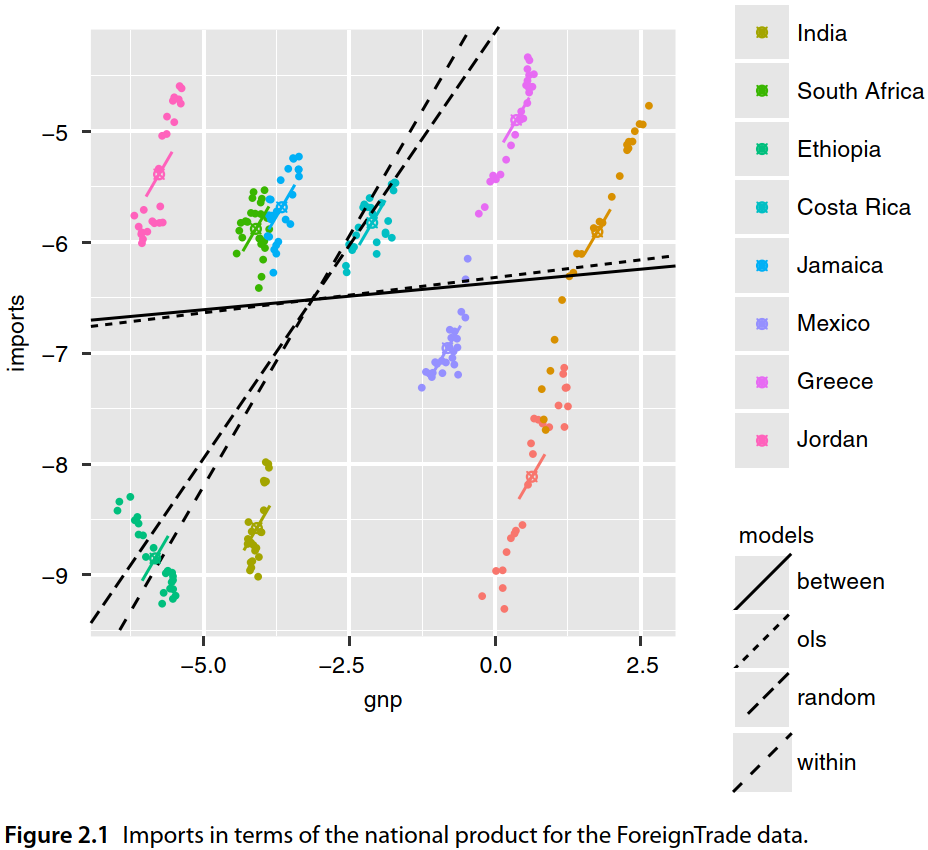 India
South Africa
Ethiopia
Costa Rica
Jamaica
Mexico
Greece
Jordan
models
between
ols
random
within
imports
−5
−6
−7
−8
−9
−5.0 −2.5 0.0 2.5
gnp
Figure 2.1 Imports in terms of the national product for the ForeignTrade data.